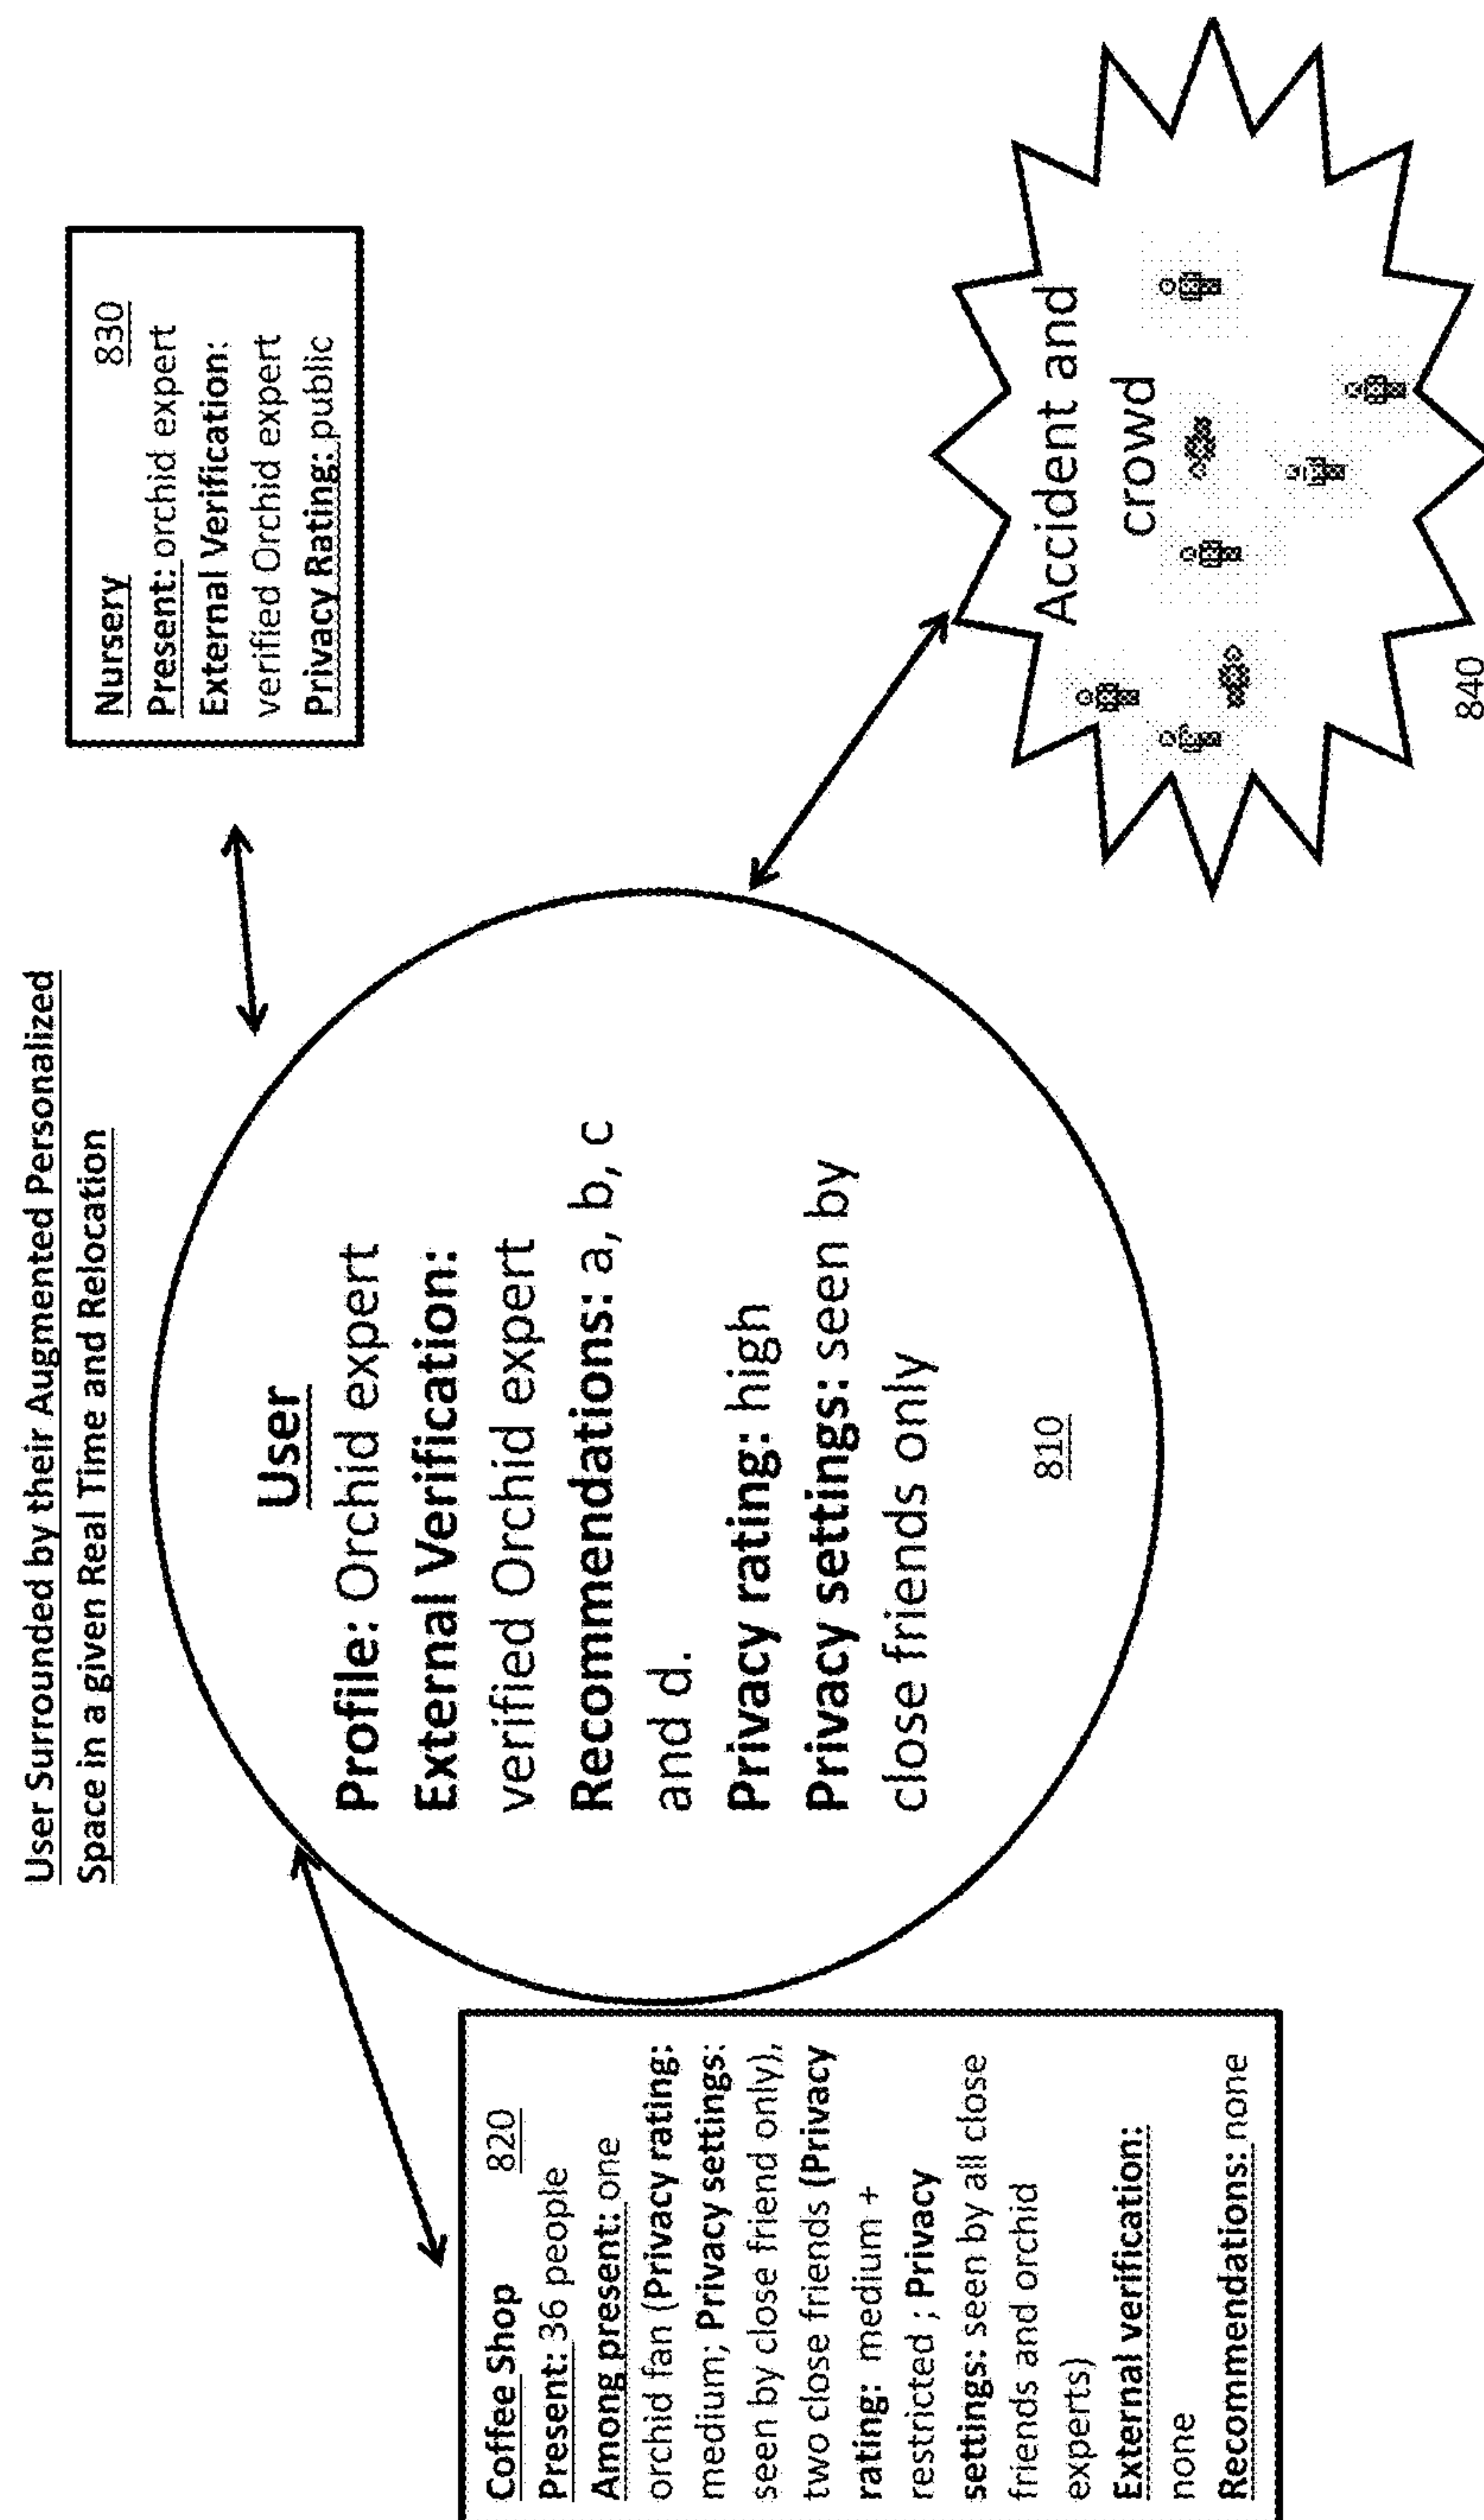 User Surrounded by their Augmented Personalized
Space in a given Real Time and Relocation
Coffee Shop 820
Present: 36 people
Among present: one
orchid fan (Privacy rating:
medium; Privacy settings:
seen by close friend only),
two close friends (Privacy
rating: medium +
restricted ; Privacy
settings: seen by all close
friends and orchid
experts)
External verification:
none
Recommendations: none
User
Profile: Orchid expert
External Verification:
verified Orchid expert
Recommendations: a, b, c
and d.
Privacy rating: high
Privacy settings: seen by
close friends only
810
Nursery 830
Present: orchid expert
External Verification:
verified Orchid expert
Privacy Rating: public
Accident and
crowd
840